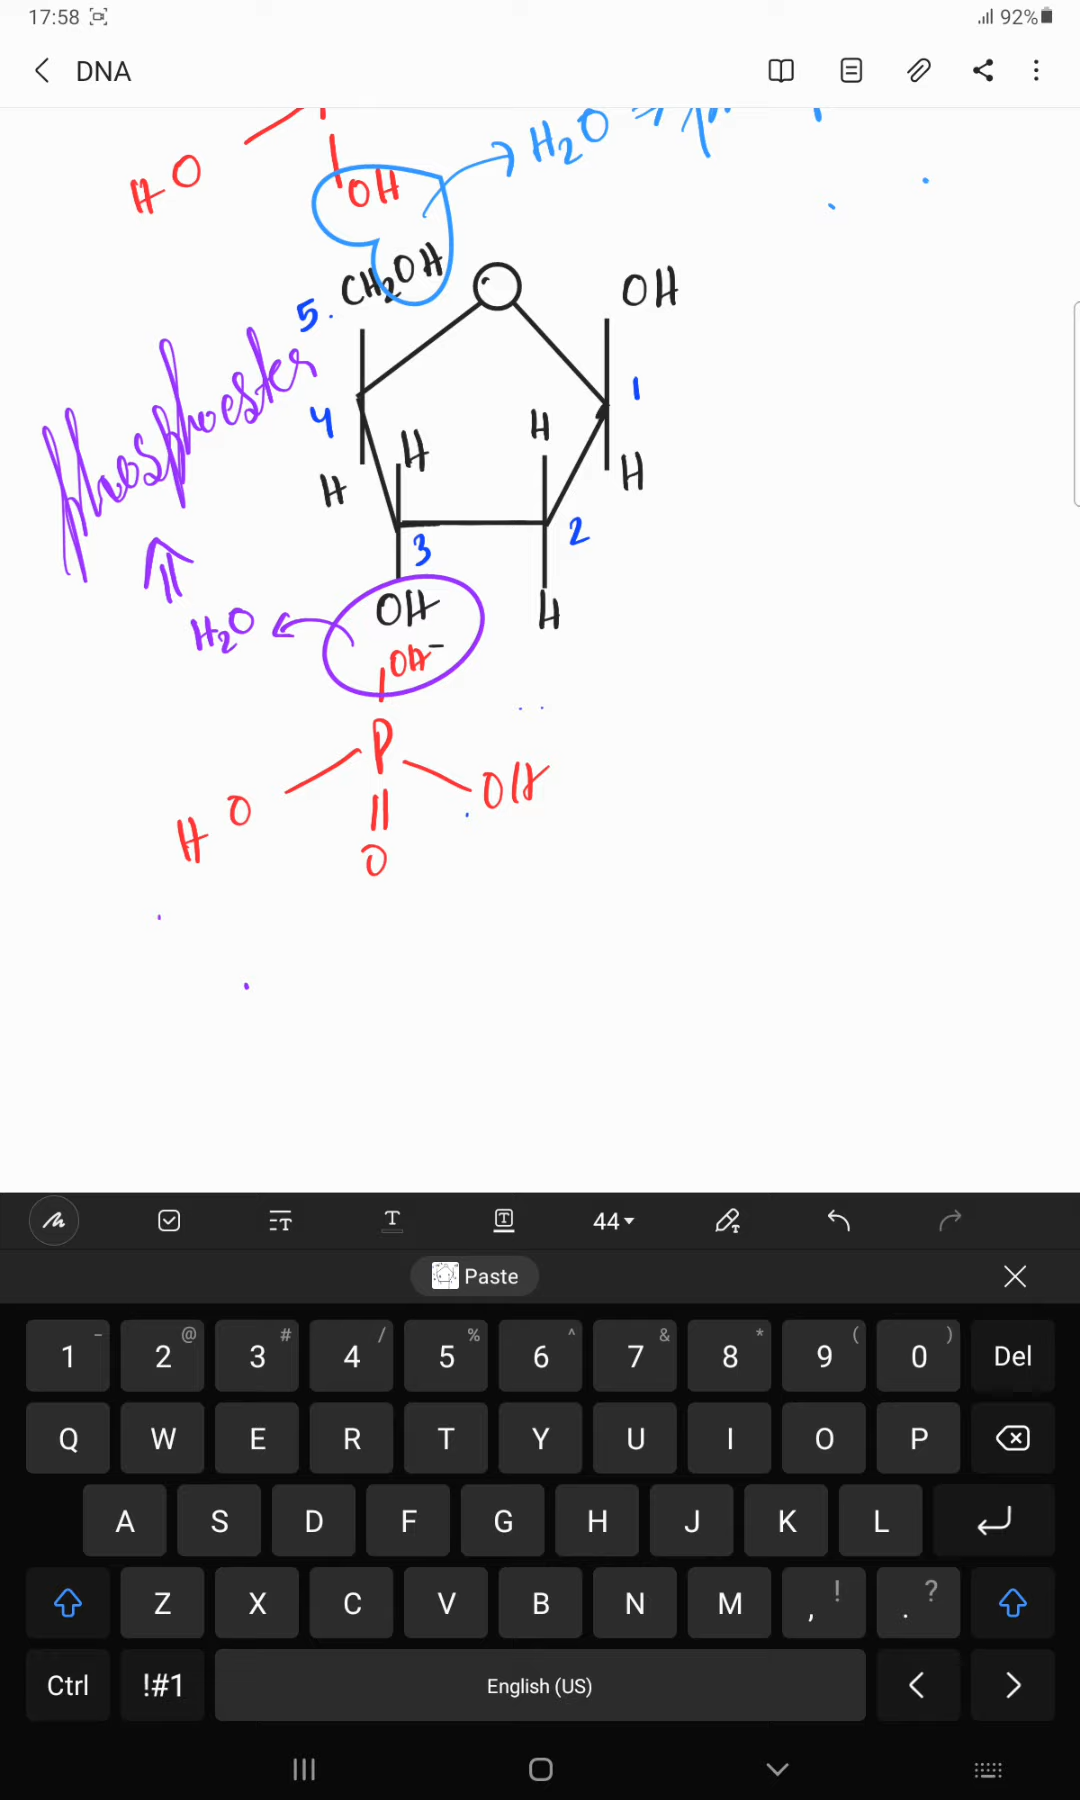 17:58 92%
DNA
H₂O ⇒
HO
OH
CH₂OH O OH
5.
Phosphoester
4 1
H H
H H
3 2
OH H
H₂O
OH⁻
P
HO OH
O
44
Paste
1 - 2 @ 3 # 4 / 5 % 6 ^ 7 & 8 * 9 ( 0 ) Del
Q W E R T Y U I O P
A S D F G H J K L
Z X C V B N M , ! . ?
Ctrl !#1 English (US) < >